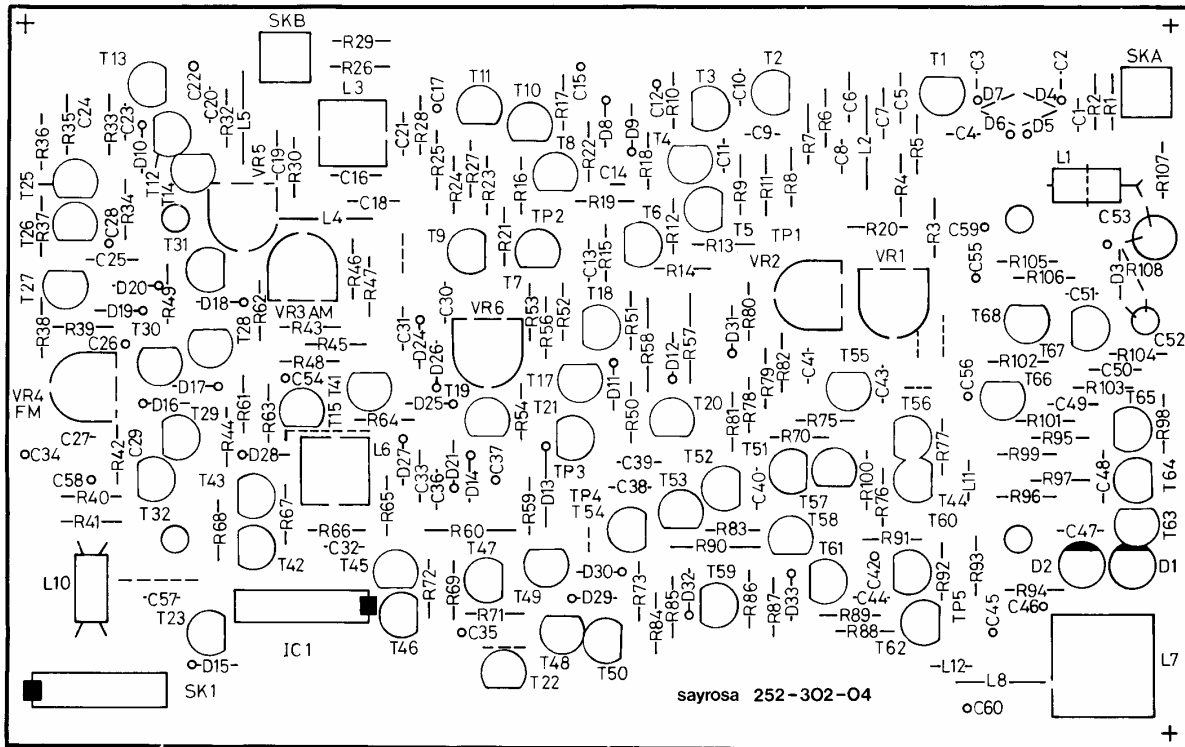 SKB
SKA
R29
R26
L3
T13
C22
C20
R32
L5
C24
R33
C23
R35
R36
D10
T12
T14
VR5
C19
R30
C16
C18
C21
R28
C17
R25
R24
C27
R23
T11
T10
R17
C15
T8
R16
R22
D8
D9
R18
C12
R10
T3
C10
T2
T4
C11
C9
C14
R19
R9
R11
R8
R7
R6
C8
C6
L2
C7
C5
R5
R4
T1
C3
C2
D7
D4
D6
D5
C4
C1
R2
R1
L1
R107
C53
T25
R37
T26
C28
R34
C25
T31
L4
T9
R21
TP2
T7
C13
R15
T6
R12
R13
T5
R14
TP1
VR2
VR1
R20
R3
C59
C55
R105
R106
D3
R108
T27
D20
D19
R49
D18
R62
VR3 AM
R46
R47
R43
R45
R48
C31
C30
D24
VR6
R53
R56
R52
T18
R51
R58
D12
R57
D31
R80
R82
C41
T55
C43
T68
T67
C51
C52
R102
R104
C50
R103
C56
T66
C49
R38
R39
C26
T30
T28
D17
VR4
FM
D16
T29
R44
R61
R63
C54
T41
T15
R64
D26
D25
T19
R54
T17
T21
D11
R50
T20
R81
R78
R79
R75
R70
T51
T56
R77
R101
R95
R99
T65
R98
C34
C27
R42
C29
C58
R40
R41
T32
T43
D28
L6
D27
C33
C36
D21
D14
C37
R59
D13
TP3
TP4
T54
C39
C38
T53
T52
C40
R83
R90
T57
T58
R100
R76
T44
L11
T60
R96
R97
C48
T64
T63
R68
R67
R66
R65
R60
C32
T42
T45
R72
R69
T47
R71
T49
D30
D29
R73
R84
R85
D32
T59
R86
R87
D33
T61
R91
C42
C44
R89
R88
T62
R92
R93
TP5
C47
D2
D1
R94
C46
C45
L10
C57
T23
IC1
T46
C35
T48
T50
T22
D15
SK1
L12
L8
L7
C60
sayrosa 252-302-04